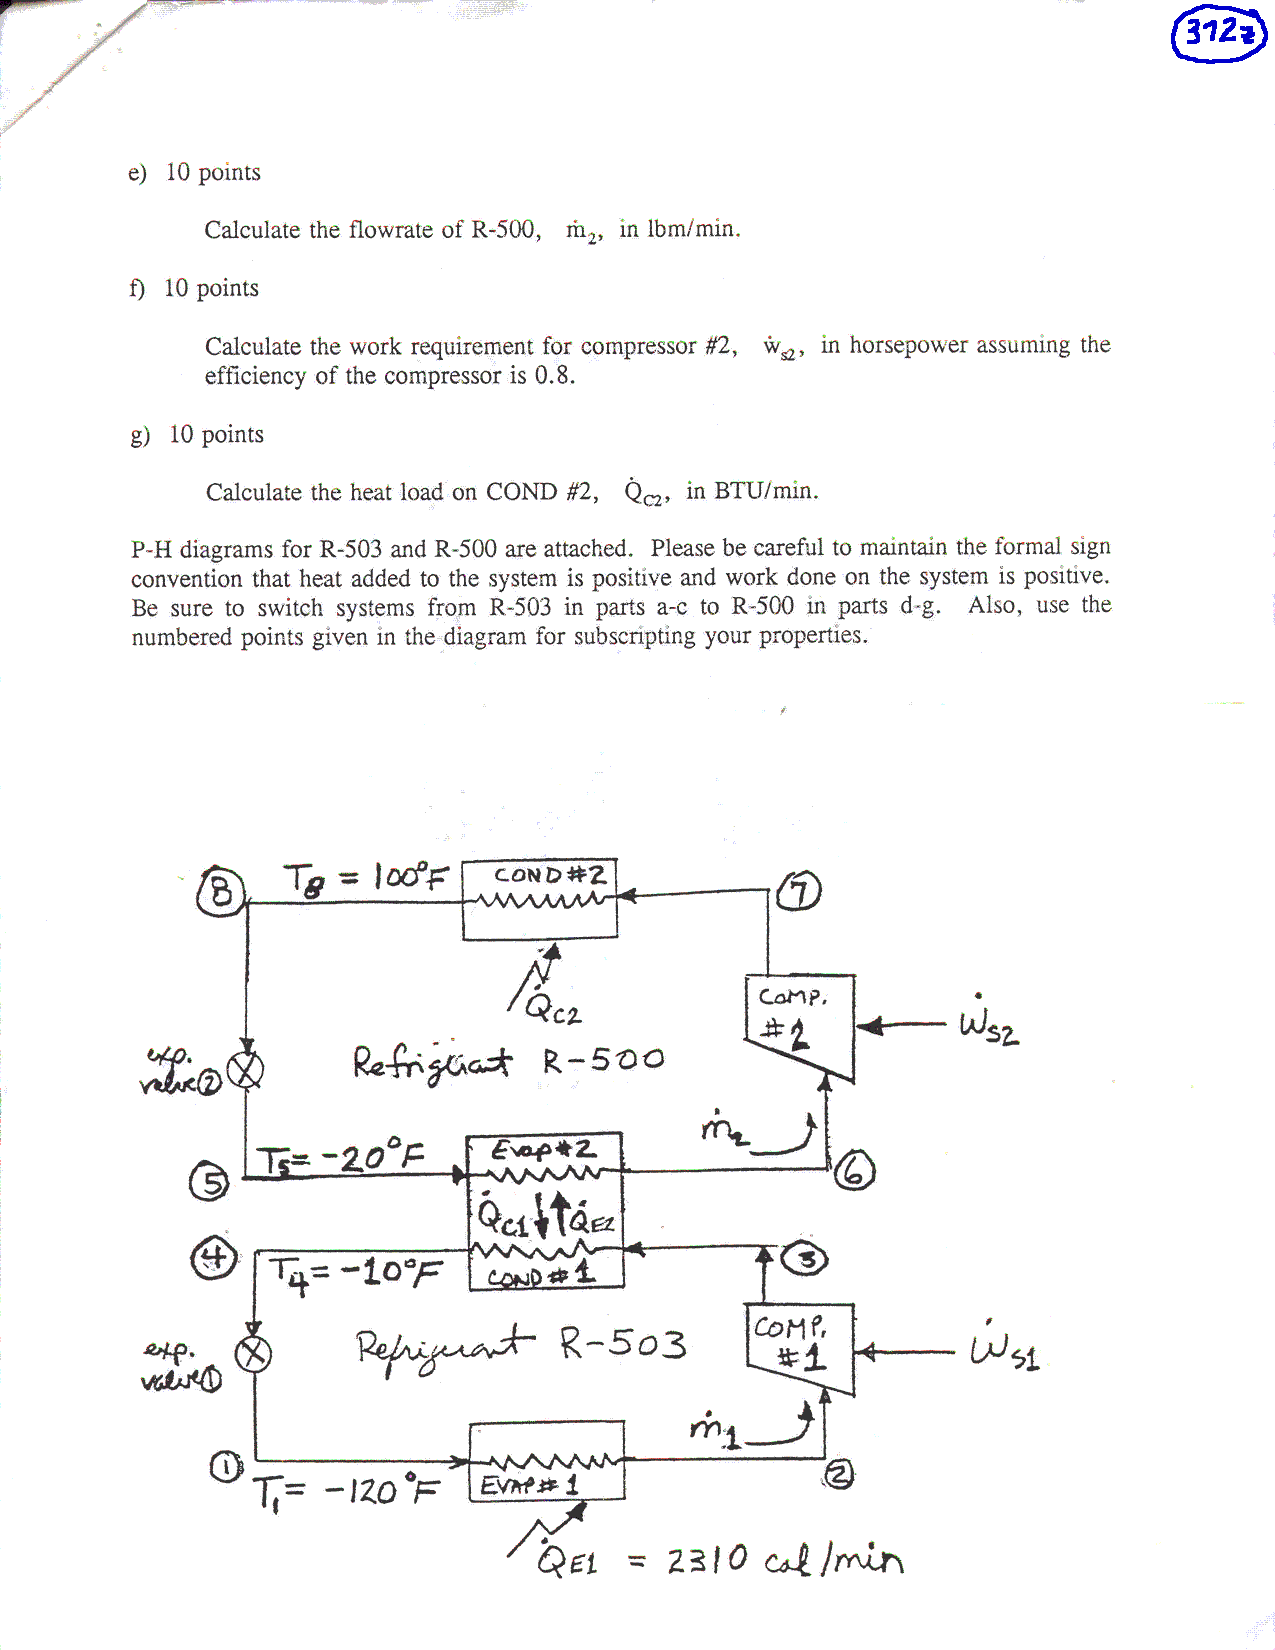 312z
e) 10 points
Calculate the flowrate of R-500, ṁ₂, in lbm/min.
f) 10 points
Calculate the work requirement for compressor #2, ẇₛ₂, in horsepower assuming the
efficiency of the compressor is 0.8.
g) 10 points
Calculate the heat load on COND #2, Q̇c₂, in BTU/min.
P-H diagrams for R-503 and R-500 are attached. Please be careful to maintain the formal sign
convention that heat added to the system is positive and work done on the system is positive.
Be sure to switch systems from R-503 in parts a-c to R-500 in parts d-g. Also, use the
numbered points given in the diagram for subscripting your properties.
8 T₈ = 100°F COND #2 7
Q̇c2
COMP.
#2
Ẇs2
exp.
valve 2
Refrigerant R-500
ṁ2
5 T5 = -20°F Evap #2 6
Q̇c1 Q̇E2
4 T4 = -10°F COND #1 3
exp.
valve 1
Refrigerant R-503
COMP.
#1
Ẇs1
ṁ1
1 T₁ = -120°F EVAP #1 2
Q̇E1 = 2310 cal/min